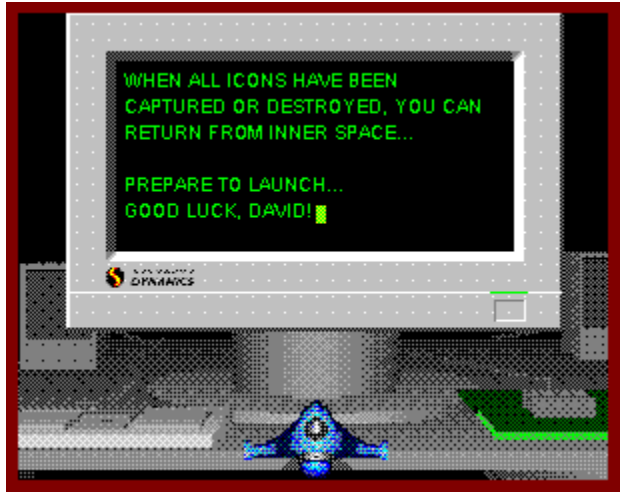 WHEN ALL ICONS HAVE BEEN
CAPTURED OR DESTROYED, YOU CAN
RETURN FROM INNER SPACE...
PREPARE TO LAUNCH...
GOOD LUCK, DAVID!
DYNAMICS